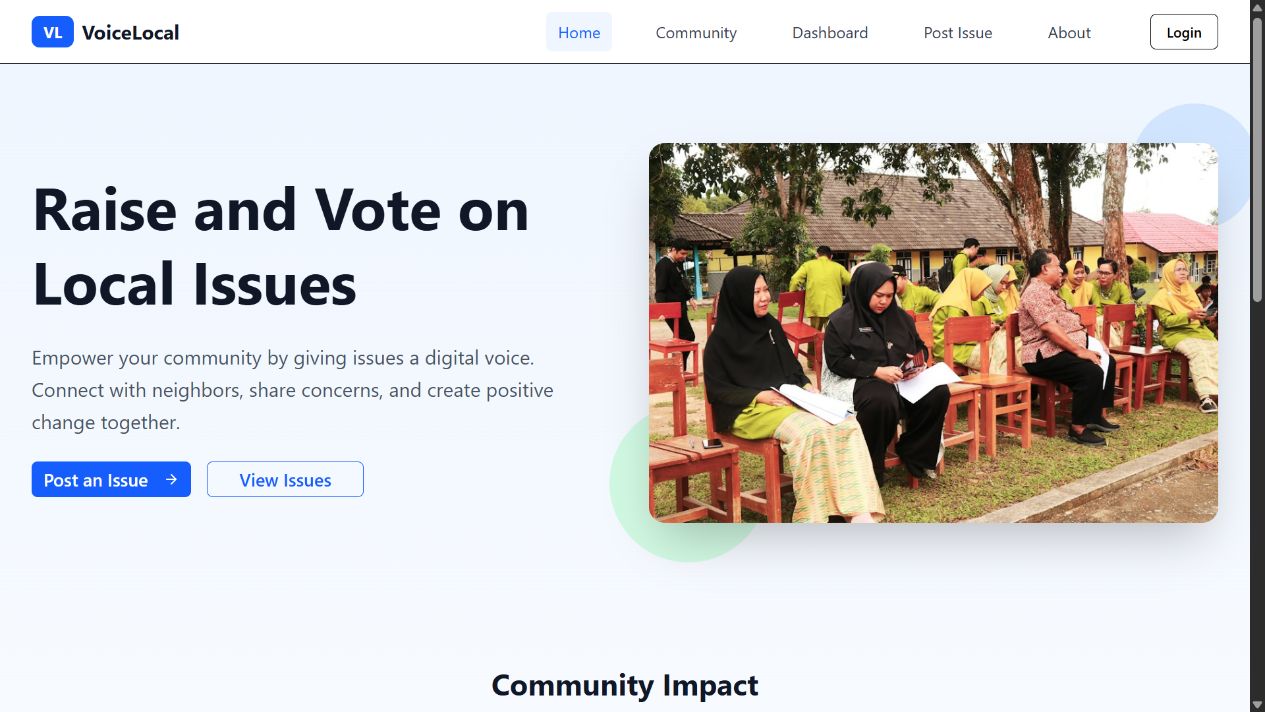 VL VoiceLocal
Home Community Dashboard Post Issue About Login
Raise and Vote on
Local Issues
Empower your community by giving issues a digital voice.
Connect with neighbors, share concerns, and create positive
change together.
Post an Issue → View Issues
Community Impact